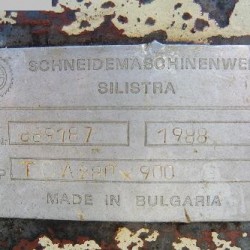 SCHNEIDEMASCHINENWE
SILISTRA
1988
900
MADE IN BULGARIA